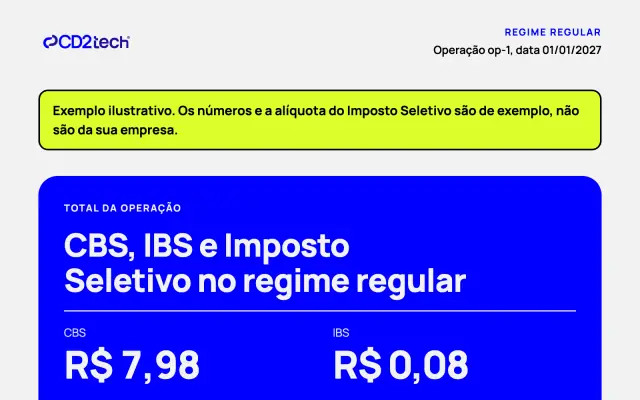 CD2tech
REGIME REGULAR
Operação op-1, data 01/01/2027
Exemplo ilustrativo. Os números e a alíquota do Imposto Seletivo são de exemplo, não
são da sua empresa.
TOTAL DA OPERAÇÃO
CBS, IBS e Imposto
Seletivo no regime regular
CBS
IBS
R$ 7,98
R$ 0,08